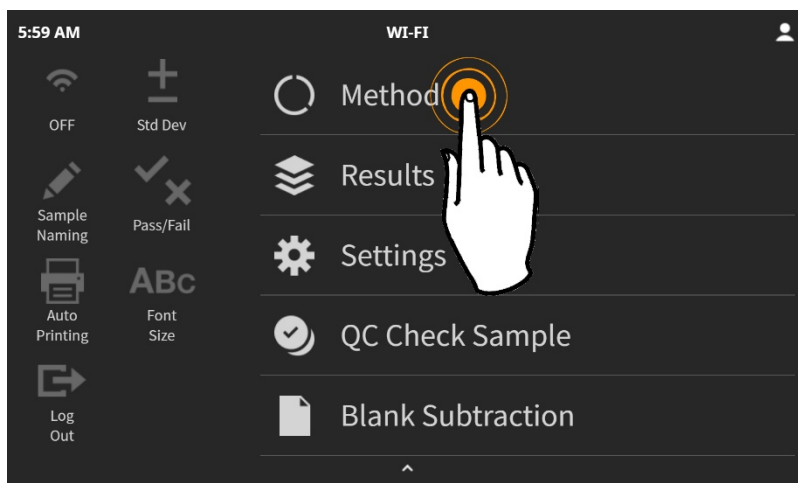 5:59 AM
WI-FI
OFF
Std Dev
Sample
Naming
Pass/Fail
Auto
Printing
ABC
Font
Size
Log
Out
Method
Results
Settings
QC Check Sample
Blank Subtraction